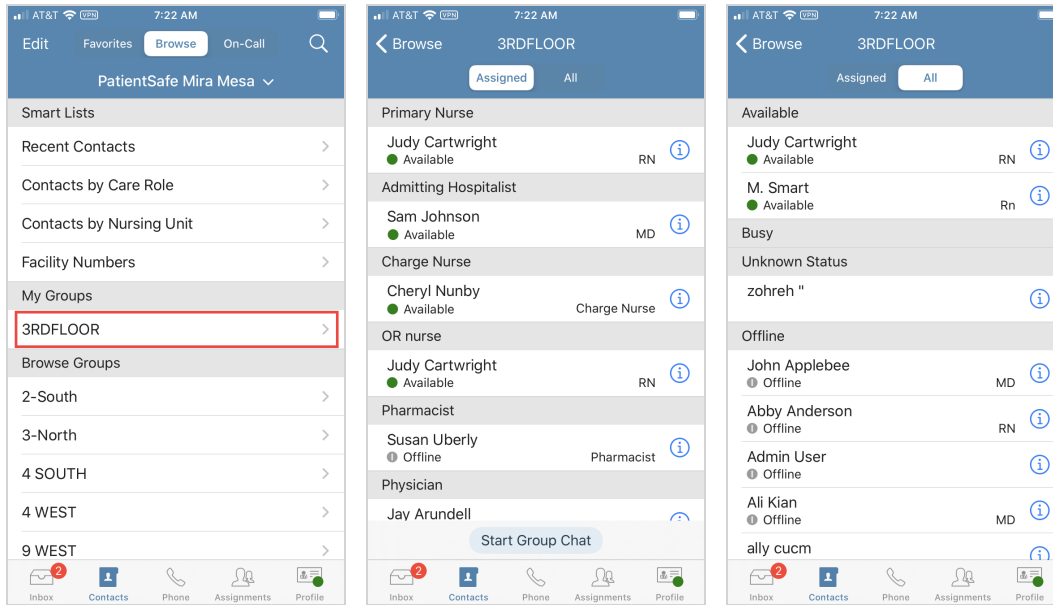 AT&T VPN 7:22 AM
Edit Favorites Browse On-Call
PatientSafe Mira Mesa
Smart Lists
Recent Contacts
Contacts by Care Role
Contacts by Nursing Unit
Facility Numbers
My Groups
3RDFLOOR
Browse Groups
2-South
3-North
4 SOUTH
4 WEST
9 WEST
2
Inbox Contacts Phone Assignments Profile
AT&T VPN 7:22 AM
Browse 3RDFLOOR
Assigned All
Primary Nurse
Judy Cartwright
Available RN
Admitting Hospitalist
Sam Johnson
Available MD
Charge Nurse
Cheryl Nunby
Available Charge Nurse
OR nurse
Judy Cartwright
Available RN
Pharmacist
Susan Uberly
Offline Pharmacist
Physician
Jay Arundell
Start Group Chat
2
Inbox Contacts Phone Assignments Profile
AT&T VPN 7:22 AM
Browse 3RDFLOOR
Assigned All
Available
Judy Cartwright
Available RN
M. Smart
Available Rn
Busy
Unknown Status
zohreh "
Offline
John Applebee
Offline MD
Abby Anderson
Offline RN
Admin User
Offline
Ali Kian
Offline MD
ally cucm
2
Inbox Contacts Phone Assignments Profile